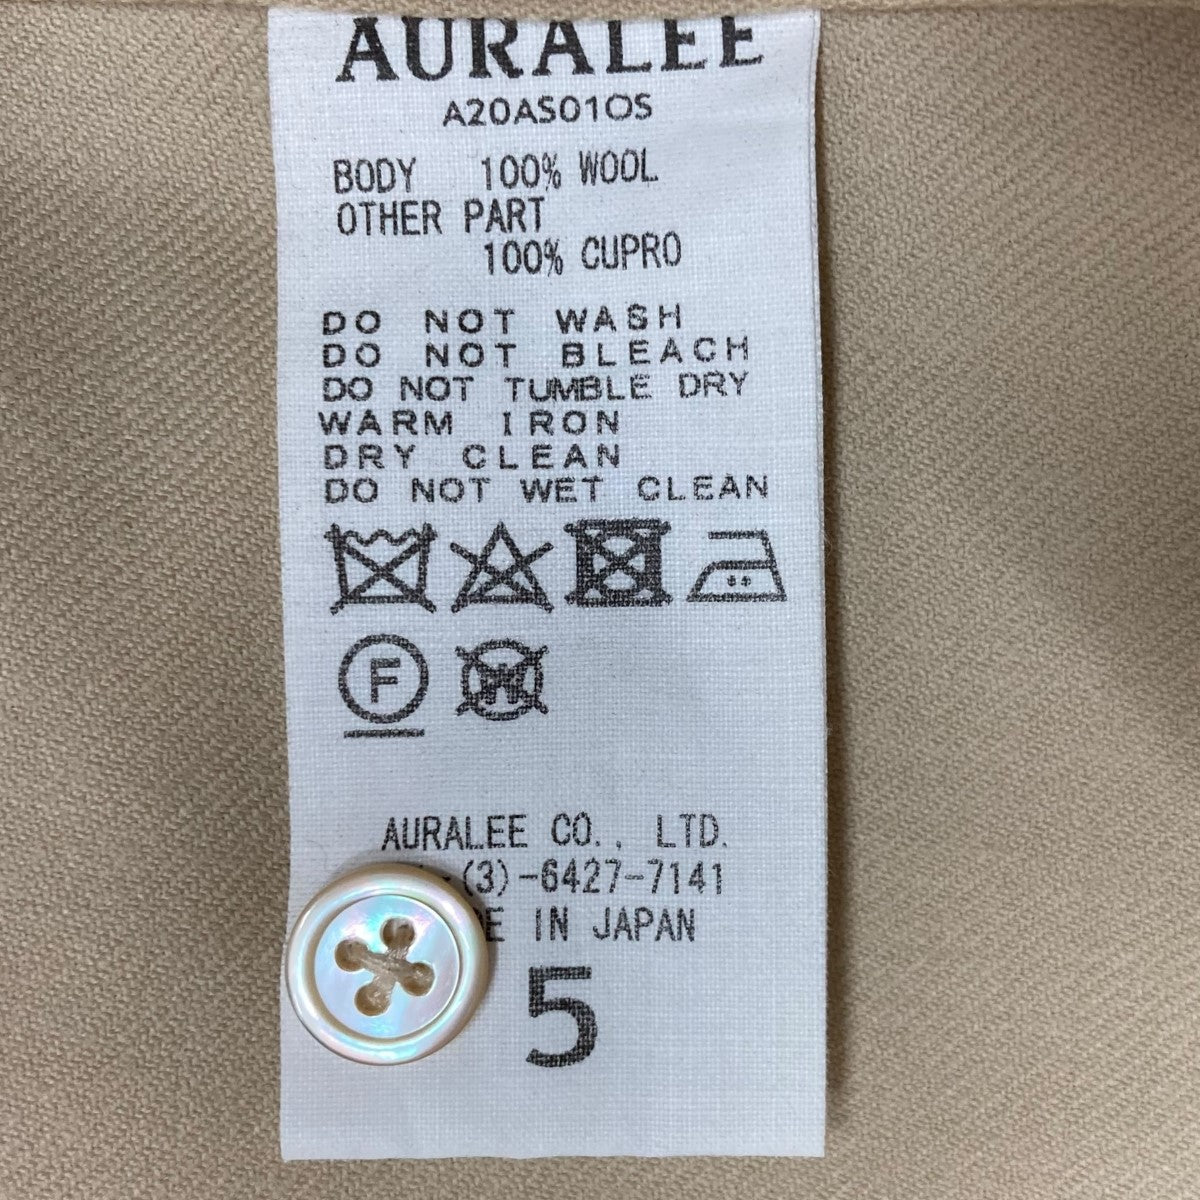 AURALEE
A20AS01OS
BODY 100% WOOL
OTHER PART
100% CUPRO
DO NOT WASH
DO NOT BLEACH
DO NOT TUMBLE DRY
WARM IRON
DRY CLEAN
DO NOT WET CLEAN
F W
AURALEE CO., LTD.
(3)-6427-7141
IN JAPAN
5